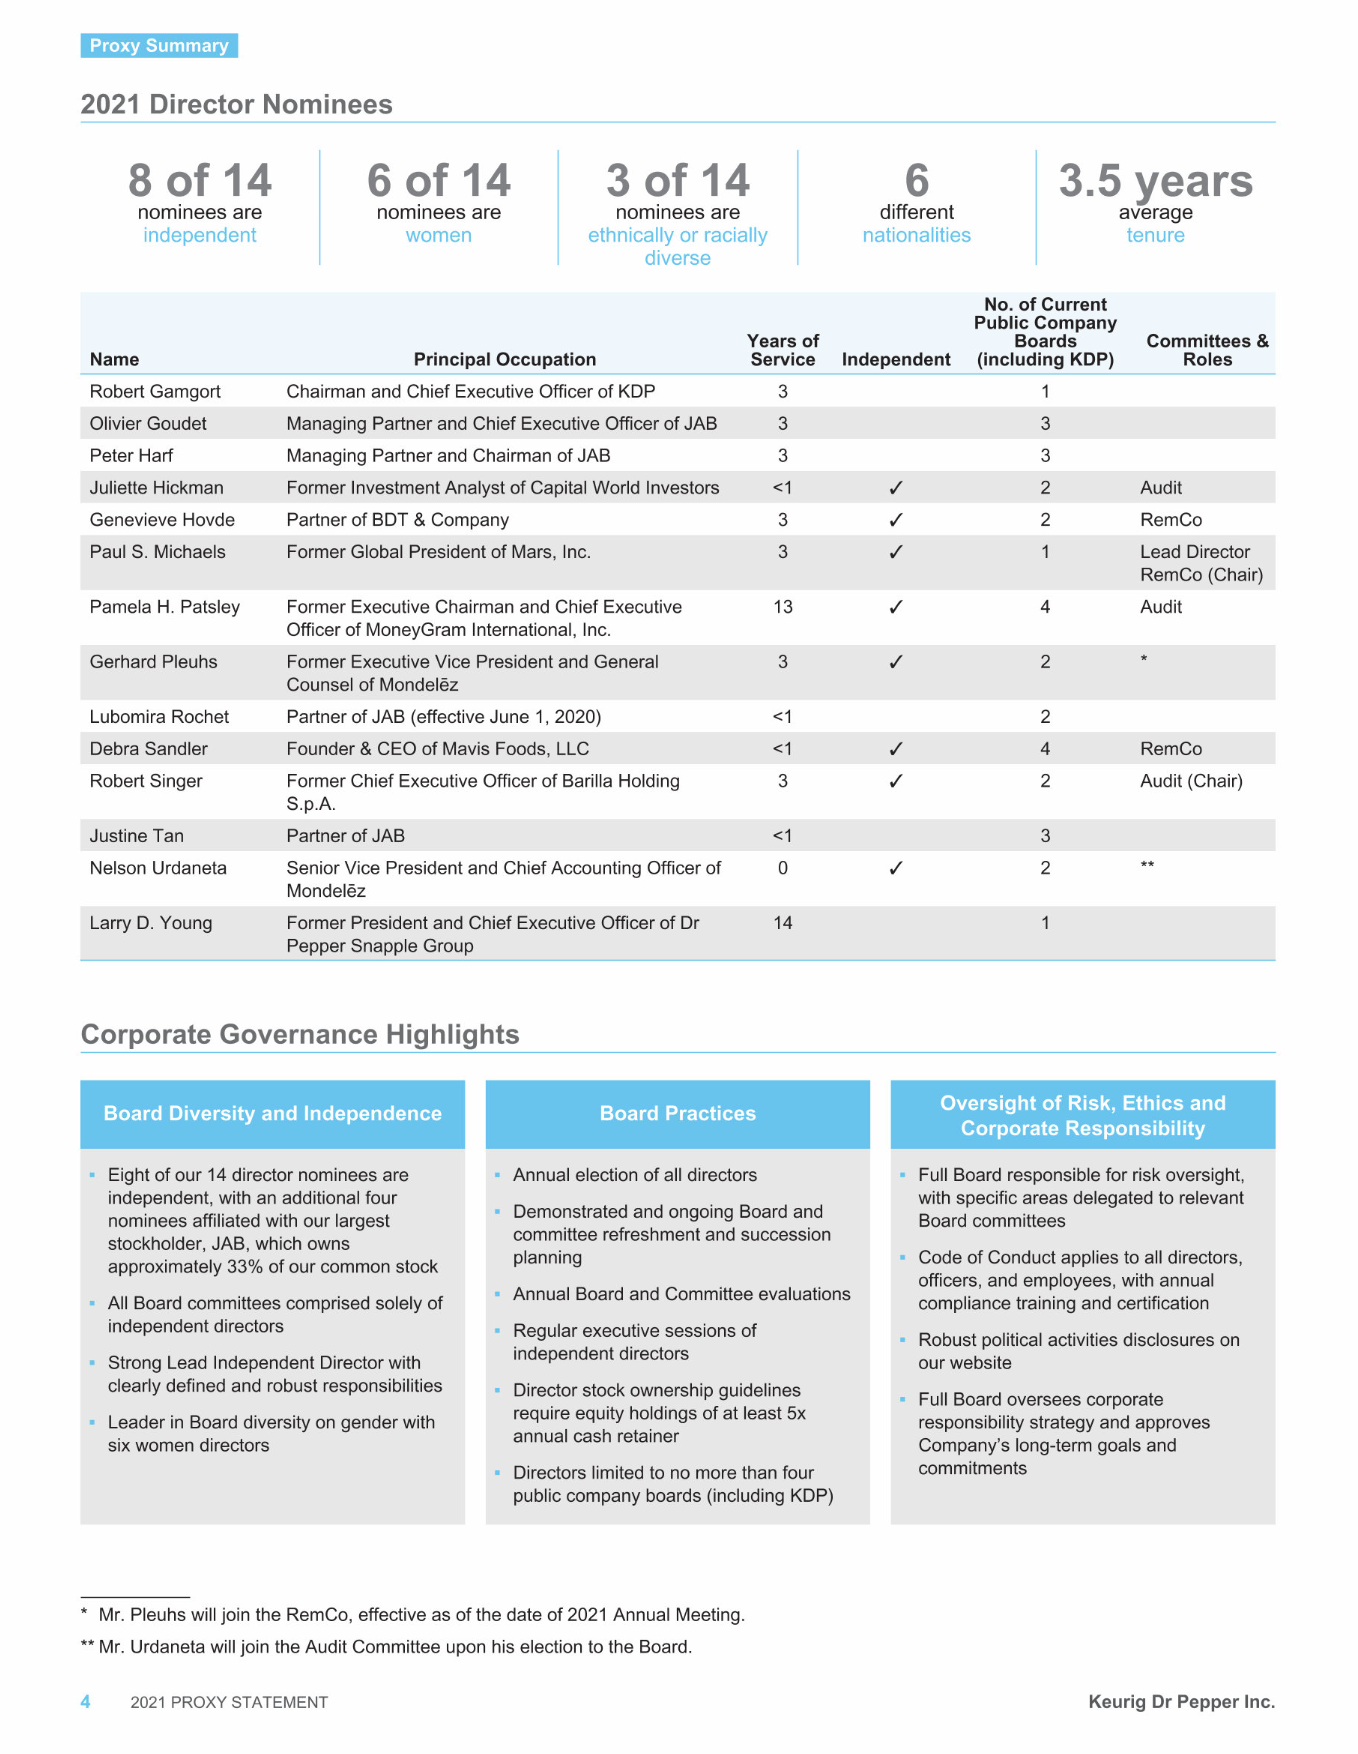 Proxy Summary
2021 Director Nominees
8 of 14
nominees are
independent
6 of 14
nominees are
women
3 of 14
nominees are
ethnically or racially
diverse
6
different
nationalities
3.5 years
average
tenure
Name Principal Occupation Years of Service Independent No. of Current Public Company Boards (including KDP) Committees & Roles
Robert Gamgort Chairman and Chief Executive Officer of KDP 3 1
Olivier Goudet Managing Partner and Chief Executive Officer of JAB 3 3
Peter Harf Managing Partner and Chairman of JAB 3 3
Juliette Hickman Former Investment Analyst of Capital World Investors <1 ✓ 2 Audit
Genevieve Hovde Partner of BDT & Company 3 ✓ 2 RemCo
Paul S. Michaels Former Global President of Mars, Inc. 3 ✓ 1 Lead Director
RemCo (Chair)
Pamela H. Patsley Former Executive Chairman and Chief Executive 13 ✓ 4 Audit
Officer of MoneyGram International, Inc.
Gerhard Pleuhs Former Executive Vice President and General 3 ✓ 2 *
Counsel of Mondelēz
Lubomira Rochet Partner of JAB (effective June 1, 2020) <1 2
Debra Sandler Founder & CEO of Mavis Foods, LLC <1 ✓ 4 RemCo
Robert Singer Former Chief Executive Officer of Barilla Holding 3 ✓ 2 Audit (Chair)
S.p.A.
Justine Tan Partner of JAB <1 3
Nelson Urdaneta Senior Vice President and Chief Accounting Officer of 0 ✓ 2 **
Mondelēz
Larry D. Young Former President and Chief Executive Officer of Dr 14 1
Pepper Snapple Group
Corporate Governance Highlights
Board Diversity and Independence
▪ Eight of our 14 director nominees are
independent, with an additional four
nominees affiliated with our largest
stockholder, JAB, which owns
approximately 33% of our common stock
▪ All Board committees comprised solely of
independent directors
▪ Strong Lead Independent Director with
clearly defined and robust responsibilities
▪ Leader in Board diversity on gender with
six women directors
Board Practices
▪ Annual election of all directors
▪ Demonstrated and ongoing Board and
committee refreshment and succession
planning
▪ Annual Board and Committee evaluations
▪ Regular executive sessions of
independent directors
▪ Director stock ownership guidelines
require equity holdings of at least 5x
annual cash retainer
▪ Directors limited to no more than four
public company boards (including KDP)
Oversight of Risk, Ethics and
Corporate Responsibility
▪ Full Board responsible for risk oversight,
with specific areas delegated to relevant
Board committees
▪ Code of Conduct applies to all directors,
officers, and employees, with annual
compliance training and certification
▪ Robust political activities disclosures on
our website
▪ Full Board oversees corporate
responsibility strategy and approves
Company’s long-term goals and
commitments
* Mr. Pleuhs will join the RemCo, effective as of the date of 2021 Annual Meeting.
** Mr. Urdaneta will join the Audit Committee upon his election to the Board.
4 2021 PROXY STATEMENT Keurig Dr Pepper Inc.